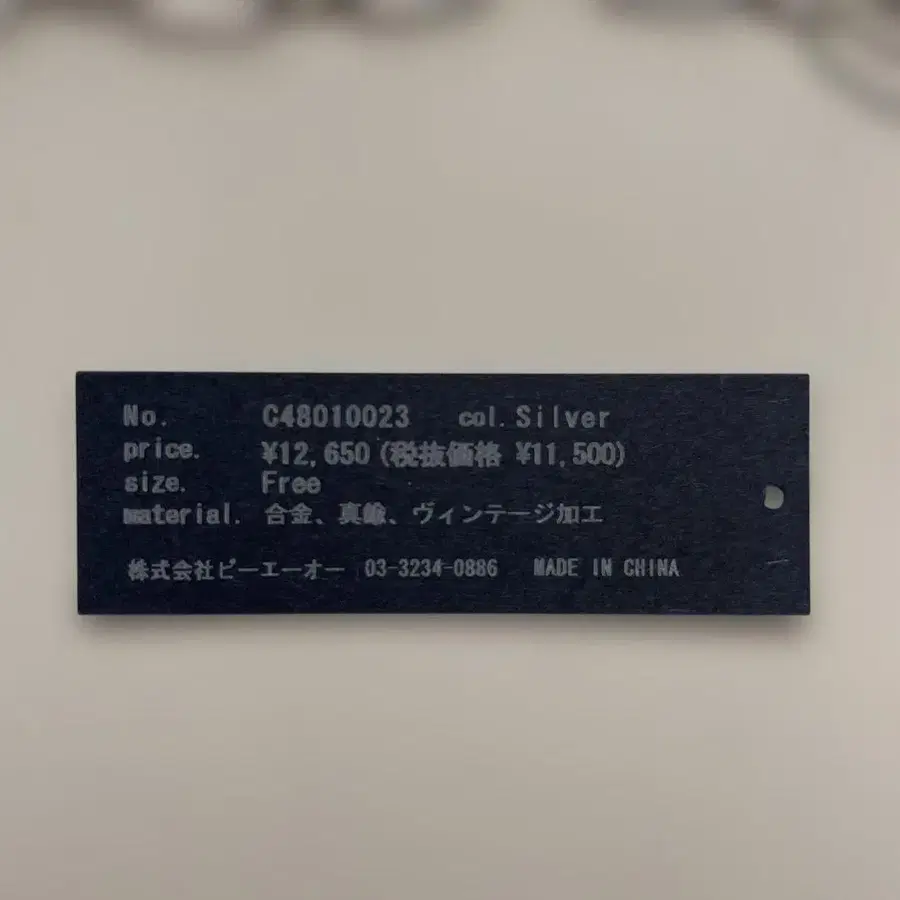 No. C48010023 col.Silver
price. ¥12,650(税抜価格 ¥11,500)
size. Free
material. 合金、真鍮、ヴィンテージ加工
株式会社ピーエーオー 03-3234-0886 MADE IN CHINA